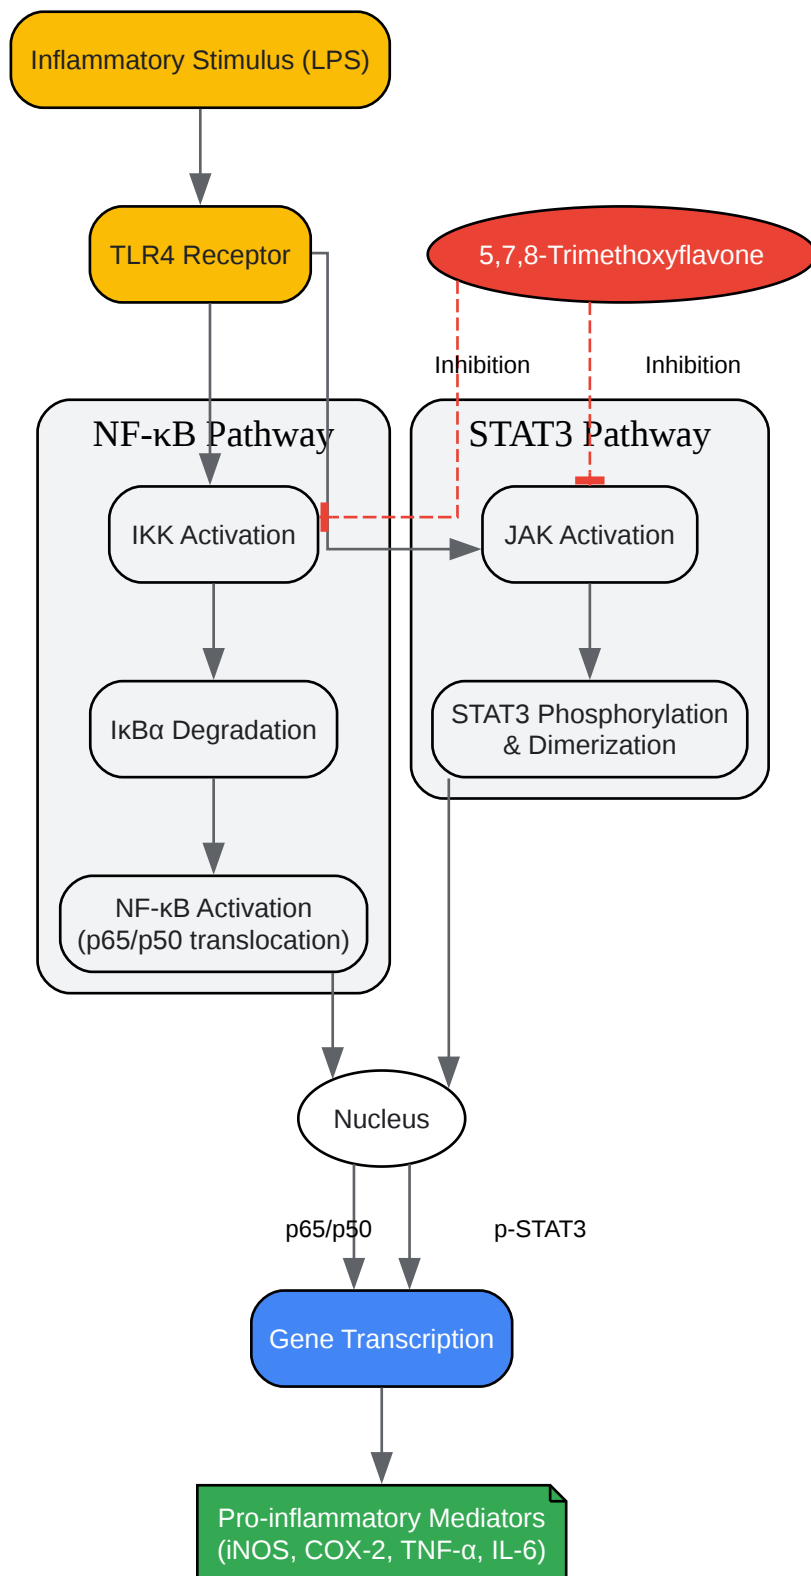 Inflammatory Stimulus (LPS)
TLR4 Receptor
5,7,8-Trimethoxyflavone
Inhibition
Inhibition
NF-κB Pathway
STAT3 Pathway
IKK Activation
JAK Activation
IκBα Degradation
STAT3 Phosphorylation
& Dimerization
NF-κB Activation
(p65/p50 translocation)
Nucleus
p65/p50
p-STAT3
Gene Transcription
Pro-inflammatory Mediators
(iNOS, COX-2, TNF-α, IL-6)